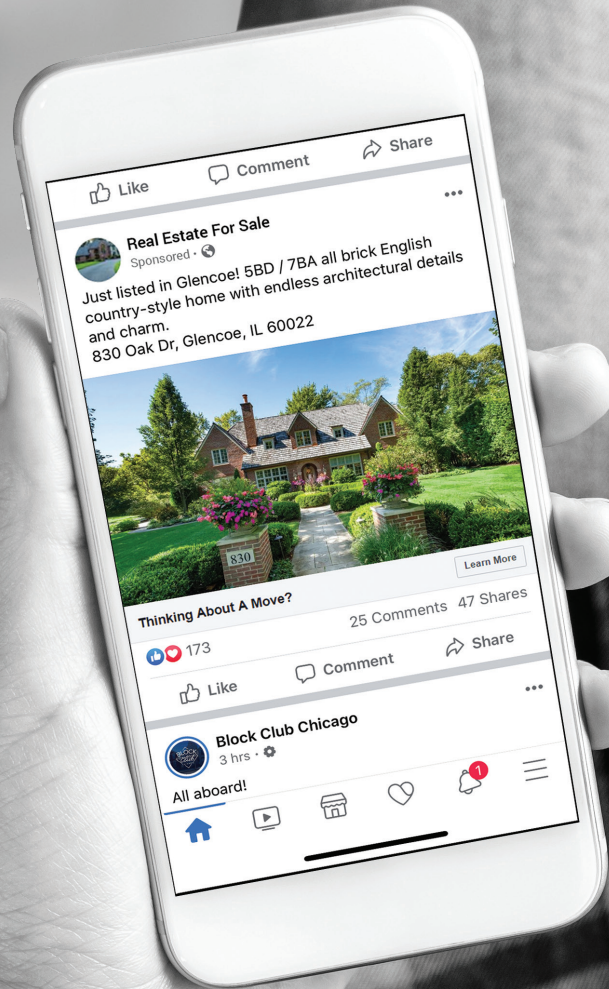 Like Comment Share
Real Estate For Sale
Sponsored ·
Just listed in Glencoe! 5BD / 7BA all brick English
country-style home with endless architectural details
and charm.
830 Oak Dr, Glencoe, IL 60022
830
Thinking About A Move? Learn More
173 25 Comments 47 Shares
Like Comment Share
Block Club Chicago
3 hrs ·
All aboard!
1